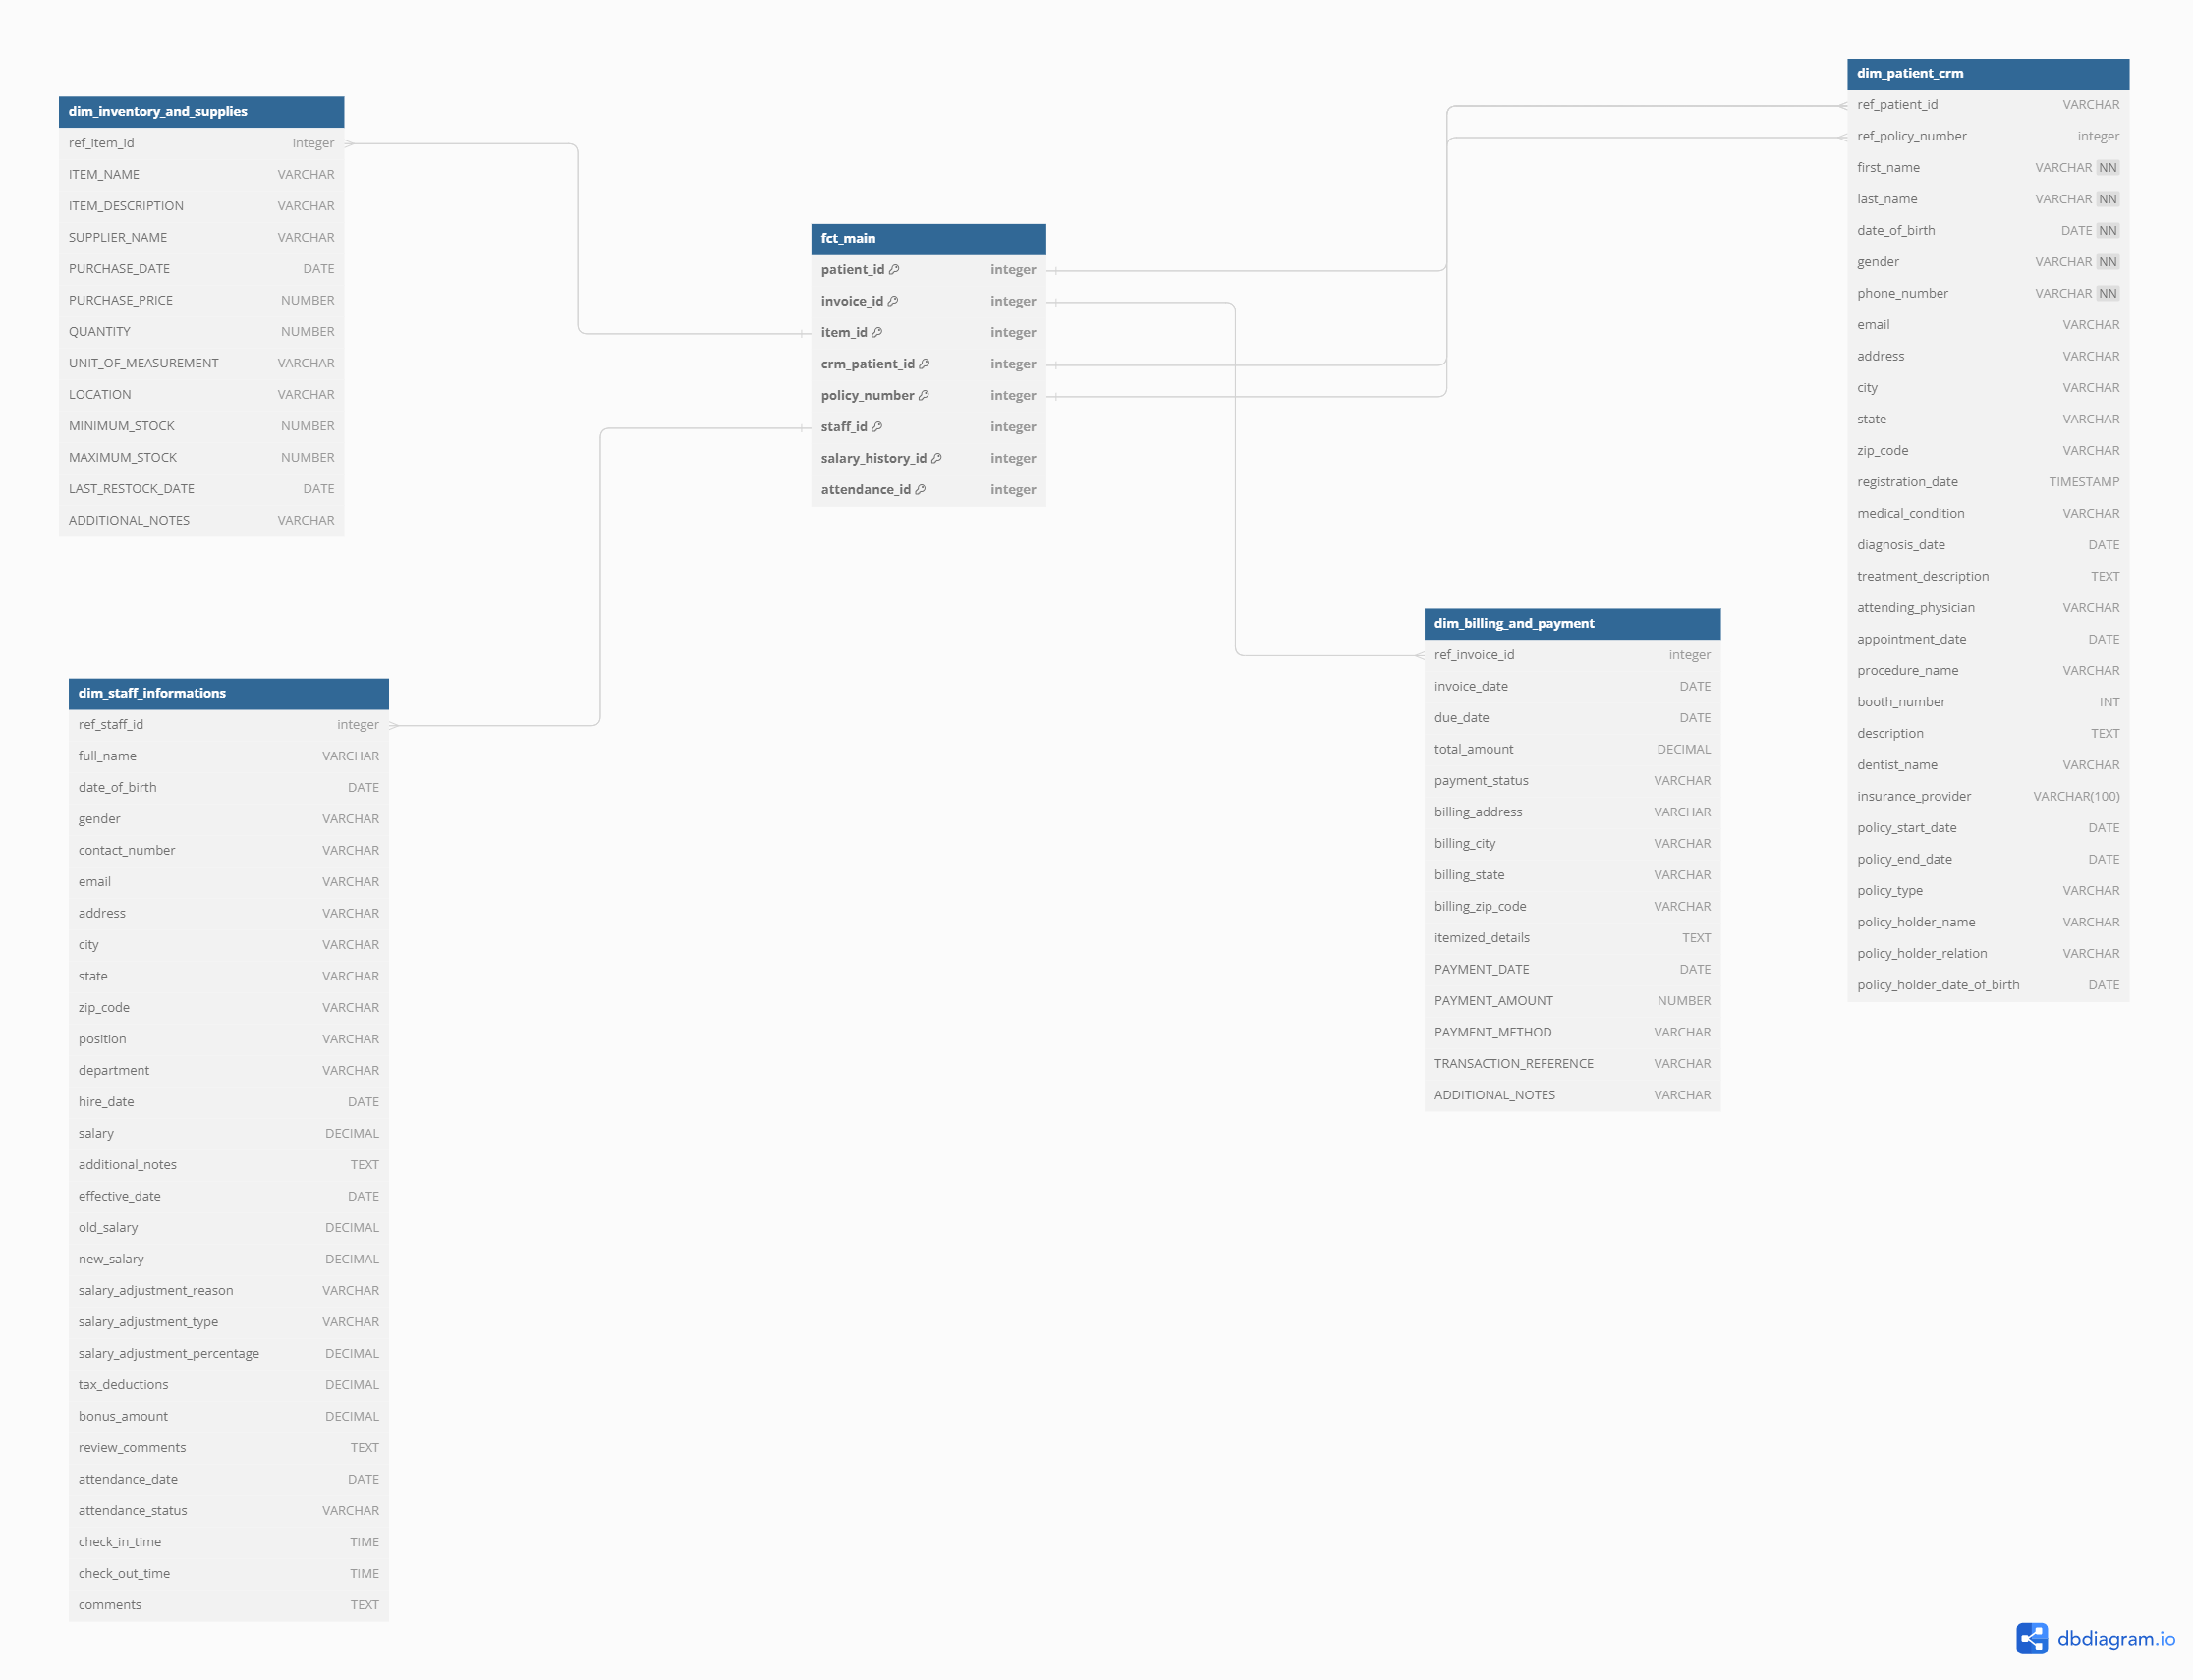 dim_inventory_and_supplies
ref_item_id integer
ITEM_NAME VARCHAR
ITEM_DESCRIPTION VARCHAR
SUPPLIER_NAME VARCHAR
PURCHASE_DATE DATE
PURCHASE_PRICE NUMBER
QUANTITY NUMBER
UNIT_OF_MEASUREMENT VARCHAR
LOCATION VARCHAR
MINIMUM_STOCK NUMBER
MAXIMUM_STOCK NUMBER
LAST_RESTOCK_DATE DATE
ADDITIONAL_NOTES VARCHAR
dim_staff_informations
ref_staff_id integer
full_name VARCHAR
date_of_birth DATE
gender VARCHAR
contact_number VARCHAR
email VARCHAR
address VARCHAR
city VARCHAR
state VARCHAR
zip_code VARCHAR
position VARCHAR
department VARCHAR
hire_date DATE
salary DECIMAL
additional_notes TEXT
effective_date DATE
old_salary DECIMAL
new_salary DECIMAL
salary_adjustment_reason VARCHAR
salary_adjustment_type VARCHAR
salary_adjustment_percentage DECIMAL
tax_deductions DECIMAL
bonus_amount DECIMAL
review_comments TEXT
attendance_date DATE
attendance_status VARCHAR
check_in_time TIME
check_out_time TIME
comments TEXT
fct_main
patient_id integer
invoice_id integer
item_id integer
crm_patient_id integer
policy_number integer
staff_id integer
salary_history_id integer
attendance_id integer
dim_billing_and_payment
ref_invoice_id integer
invoice_date DATE
due_date DATE
total_amount DECIMAL
payment_status VARCHAR
billing_address VARCHAR
billing_city VARCHAR
billing_state VARCHAR
billing_zip_code VARCHAR
itemized_details TEXT
PAYMENT_DATE DATE
PAYMENT_AMOUNT NUMBER
PAYMENT_METHOD VARCHAR
TRANSACTION_REFERENCE VARCHAR
ADDITIONAL_NOTES VARCHAR
dim_patient_crm
ref_patient_id VARCHAR
ref_policy_number integer
first_name VARCHAR NN
last_name VARCHAR NN
date_of_birth DATE NN
gender VARCHAR NN
phone_number VARCHAR NN
email VARCHAR
address VARCHAR
city VARCHAR
state VARCHAR
zip_code VARCHAR
registration_date TIMESTAMP
medical_condition VARCHAR
diagnosis_date DATE
treatment_description TEXT
attending_physician VARCHAR
appointment_date DATE
procedure_name VARCHAR
booth_number INT
description TEXT
dentist_name VARCHAR
insurance_provider VARCHAR(100)
policy_start_date DATE
policy_end_date DATE
policy_type VARCHAR
policy_holder_name VARCHAR
policy_holder_relation VARCHAR
policy_holder_date_of_birth DATE
dbdiagram.io